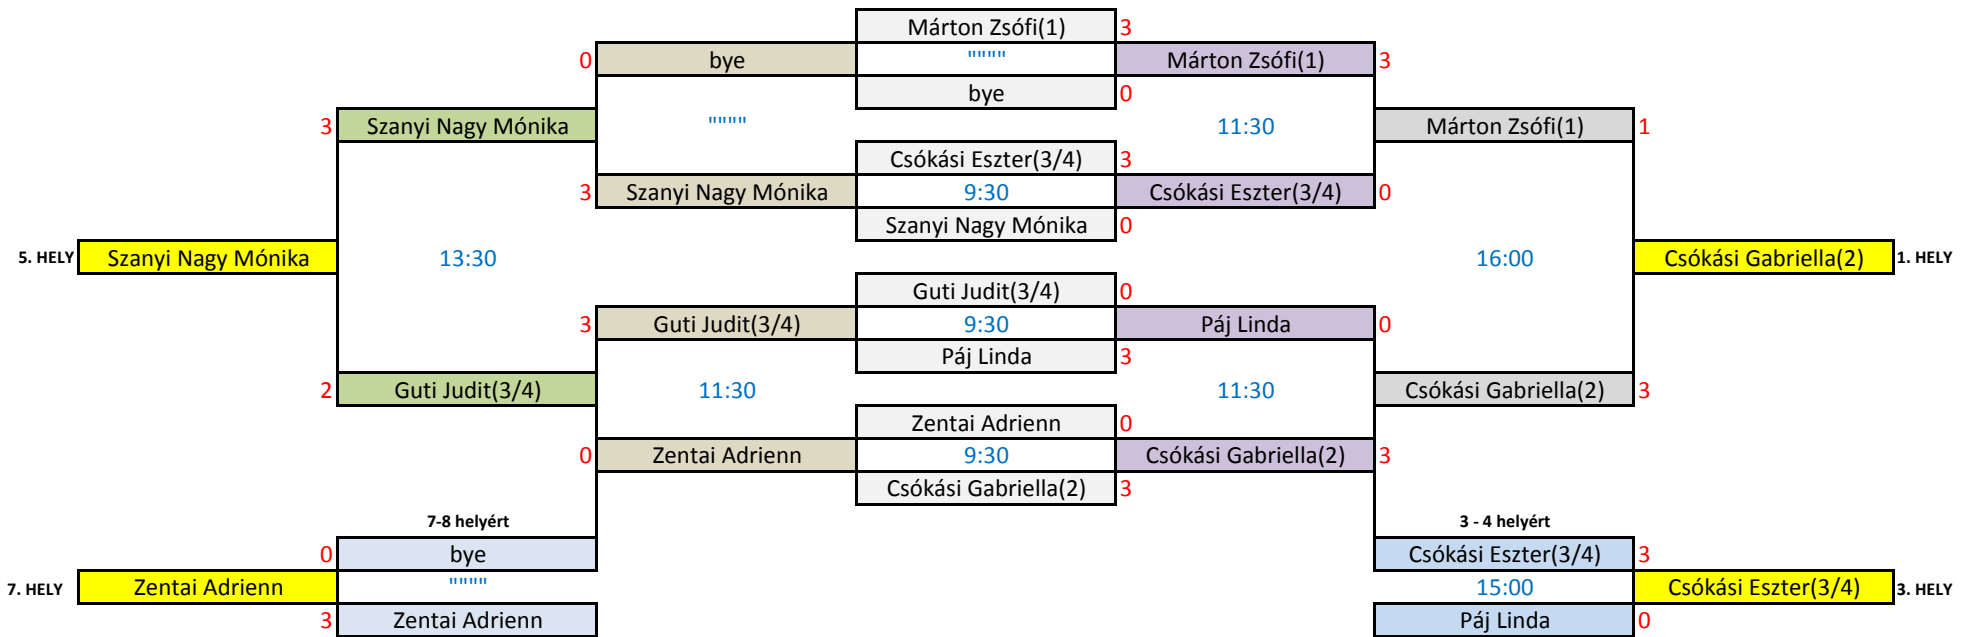 Márton Zsófi(1) 3
0 bye """" Márton Zsófi(1) 3
bye 0
3 Szanyi Nagy Mónika """" 11:30 Márton Zsófi(1) 1
Csókási Eszter(3/4) 3
3 Szanyi Nagy Mónika 9:30 Csókási Eszter(3/4) 0
Szanyi Nagy Mónika 0
5. HELY Szanyi Nagy Mónika 13:30 16:00 Csókási Gabriella(2) 1. HELY
Guti Judit(3/4) 0
3 Guti Judit(3/4) 9:30 Páj Linda 0
Páj Linda 3
2 Guti Judit(3/4) 11:30 11:30 Csókási Gabriella(2) 3
Zentai Adrienn 0
0 Zentai Adrienn 9:30 Csókási Gabriella(2) 3
Csókási Gabriella(2) 3
7-8 helyért 3 - 4 helyért
0 bye Csókási Eszter(3/4) 3
7. HELY Zentai Adrienn """" 15:00 Csókási Eszter(3/4) 3. HELY
3 Zentai Adrienn Páj Linda 0